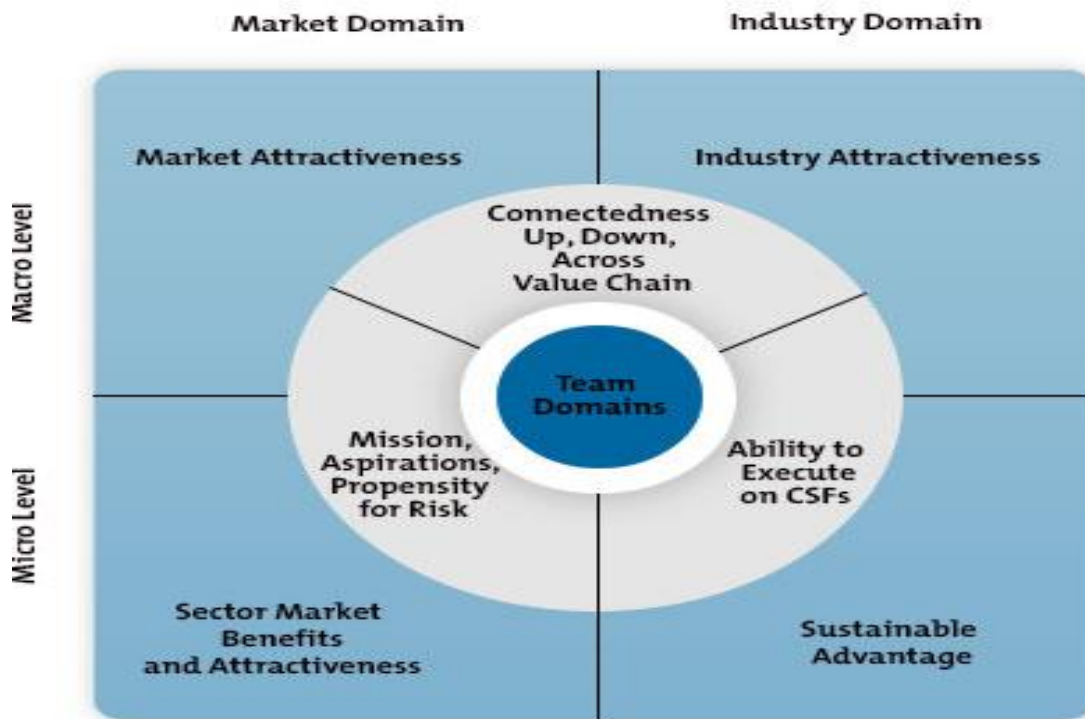 Market Domain
Industry Domain
Market Attractiveness
Industry Attractiveness
Macro Level
Connectedness
Up, Down,
Across
Value Chain
Team
Domains
Mission,
Aspirations,
Propensity
for Risk
Ability to
Execute
on CSFs
Micro Level
Sector Market
Benefits
and Attractiveness
Sustainable
Advantage